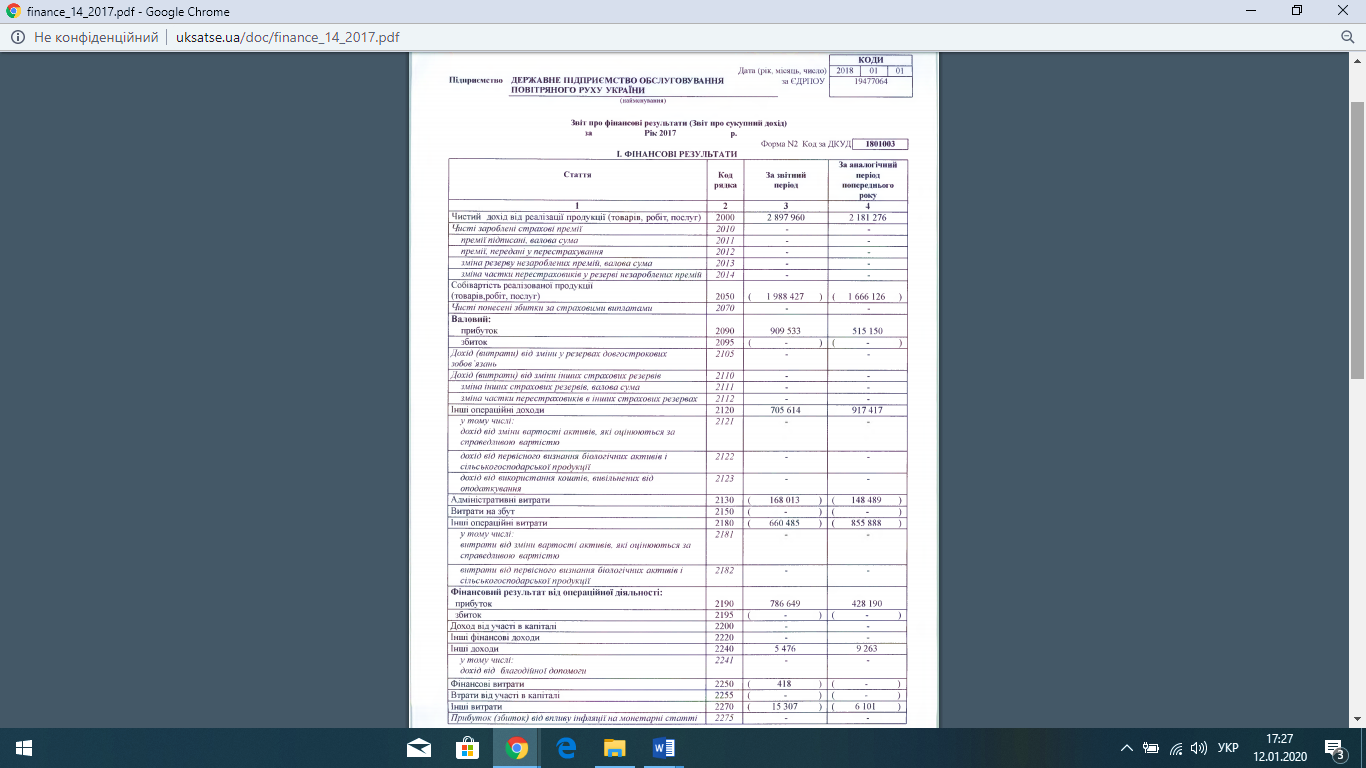 finance_14_2017.pdf - Google Chrome
Не конфіденційний uksatse.ua/doc/finance_14_2017.pdf
КОДИ
Дата (рік, місяць, число) 2018 01 01
Підприємство ДЕРЖАВНЕ ПІДПРИЄМСТВО ОБСЛУГОВУВАННЯ за ЄДРПОУ 19477064
ПОВІТРЯНОГО РУХУ УКРАЇНИ
(найменування)
Звіт про фінансові результати (Звіт про сукупний дохід)
за Рік 2017 р.
Форма N2 Код за ДКУД 1801003
І. ФІНАНСОВІ РЕЗУЛЬТАТИ
Стаття Код рядка За звітний період За аналогічний період попереднього року
1 2 3 4
Чистий дохід від реалізації продукції (товарів, робіт, послуг) 2000 2 897 960 2 181 276
Чисті зароблені страхові премії 2010 - -
премії підписані, валова сума 2011 - -
премії, передані у перестрахування 2012 - -
зміна резерву незароблених премій, валова сума 2013 - -
зміна частки перестраховиків у резерві незароблених премій 2014 - -
Собівартість реалізованої продукції
(товарів,робіт, послуг) 2050 ( 1 988 427 ) ( 1 666 126 )
Чисті понесені збитки за страховими виплатами 2070 - -
Валовий:
прибуток 2090 909 533 515 150
збиток 2095 ( - ) ( - )
Дохід (витрати) від зміни у резервах довгострокових 2105 - -
зобов'язань
Дохід (витрати) від зміни інших страхових резервів 2110 - -
зміна інших страхових резервів, валова сума 2111 - -
зміна частки перестраховиків в інших страхових резервах 2112 - -
Інші операційні доходи 2120 705 614 917 417
у тому числі: 2121 - -
дохід від зміни вартості активів, які оцінюються за
справедливою вартістю
дохід від первісного визнання біологічних активів і 2122 - -
сільськогосподарської продукції
дохід від використання коштів, вивільнених від 2123 - -
оподаткування
Адміністративні витрати 2130 ( 168 013 ) ( 148 489 )
Витрати на збут 2150 ( - ) ( - )
Інші операційні витрати 2180 ( 660 485 ) ( 855 888 )
у тому числі: 2181 - -
витрати від зміни вартості активів, які оцінюються за
справедливою вартістю
витрати від первісного визнання біологічних активів і 2182 - -
сільськогосподарської продукції
Фінансовий результат від операційної діяльності:
прибуток 2190 786 649 428 190
збиток 2195 ( - ) ( - )
Доход від участі в капіталі 2200 - -
Інші фінансові доходи 2220 - -
Інші доходи 2240 5 476 9 263
у тому числі: 2241 - -
дохід від благодійної допомоги
Фінансові витрати 2250 ( 418 ) ( - )
Втрати від участі в капіталі 2255 ( - ) ( - )
Інші витрати 2270 ( 15 307 ) ( 6 101 )
Прибуток (збиток) від впливу інфляції на монетарні статті 2275 - -
УКР
17:27
12.01.2020
3